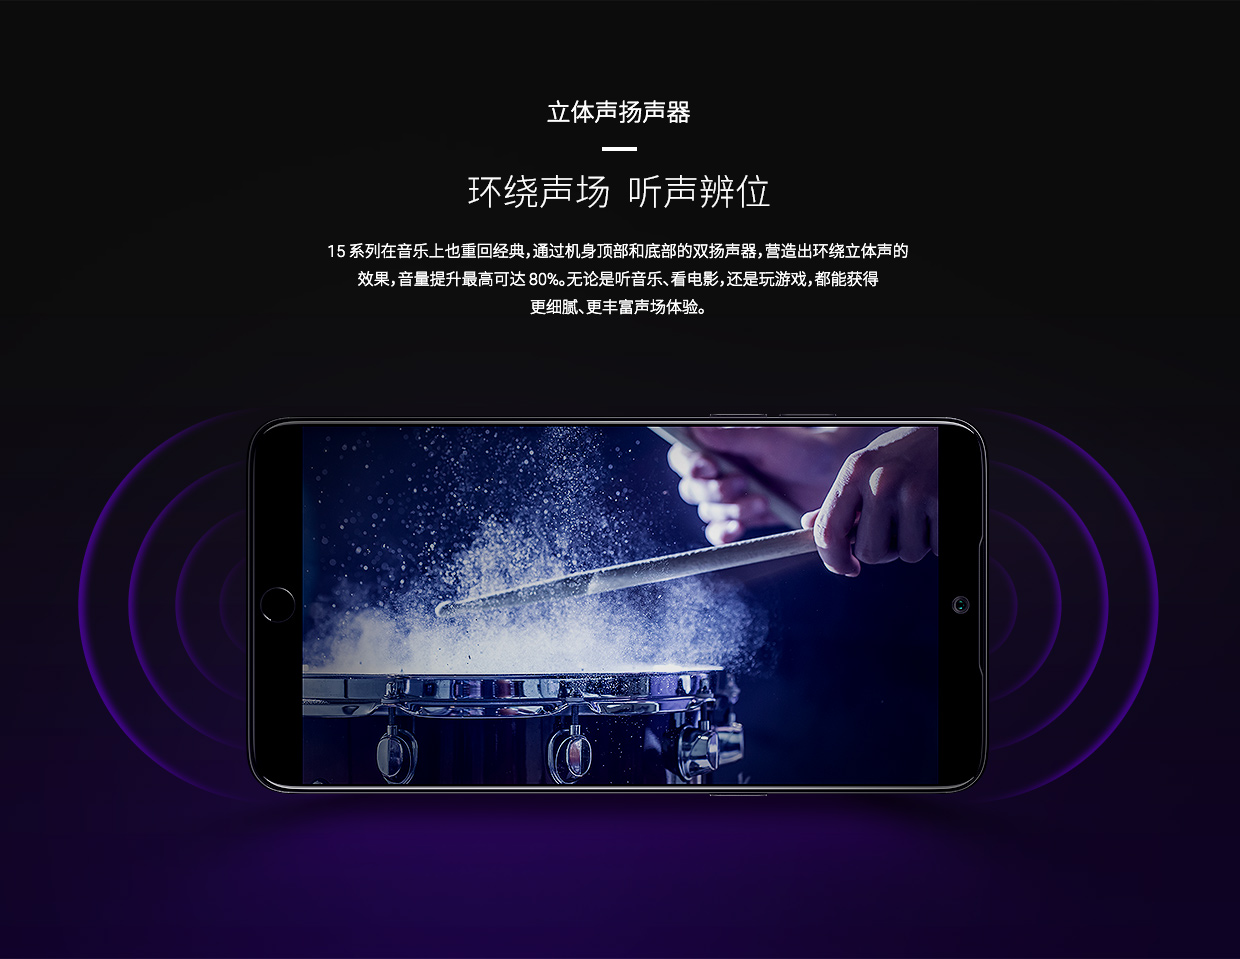 立体声扬声器
环绕声场 听声辨位
15 系列在音乐上也重回经典，通过机身顶部和底部的双扬声器，营造出环绕立体声的
效果，音量提升最高可达 80%。无论是听音乐、看电影，还是玩游戏，都能获得
更细腻、更丰富声场体验。